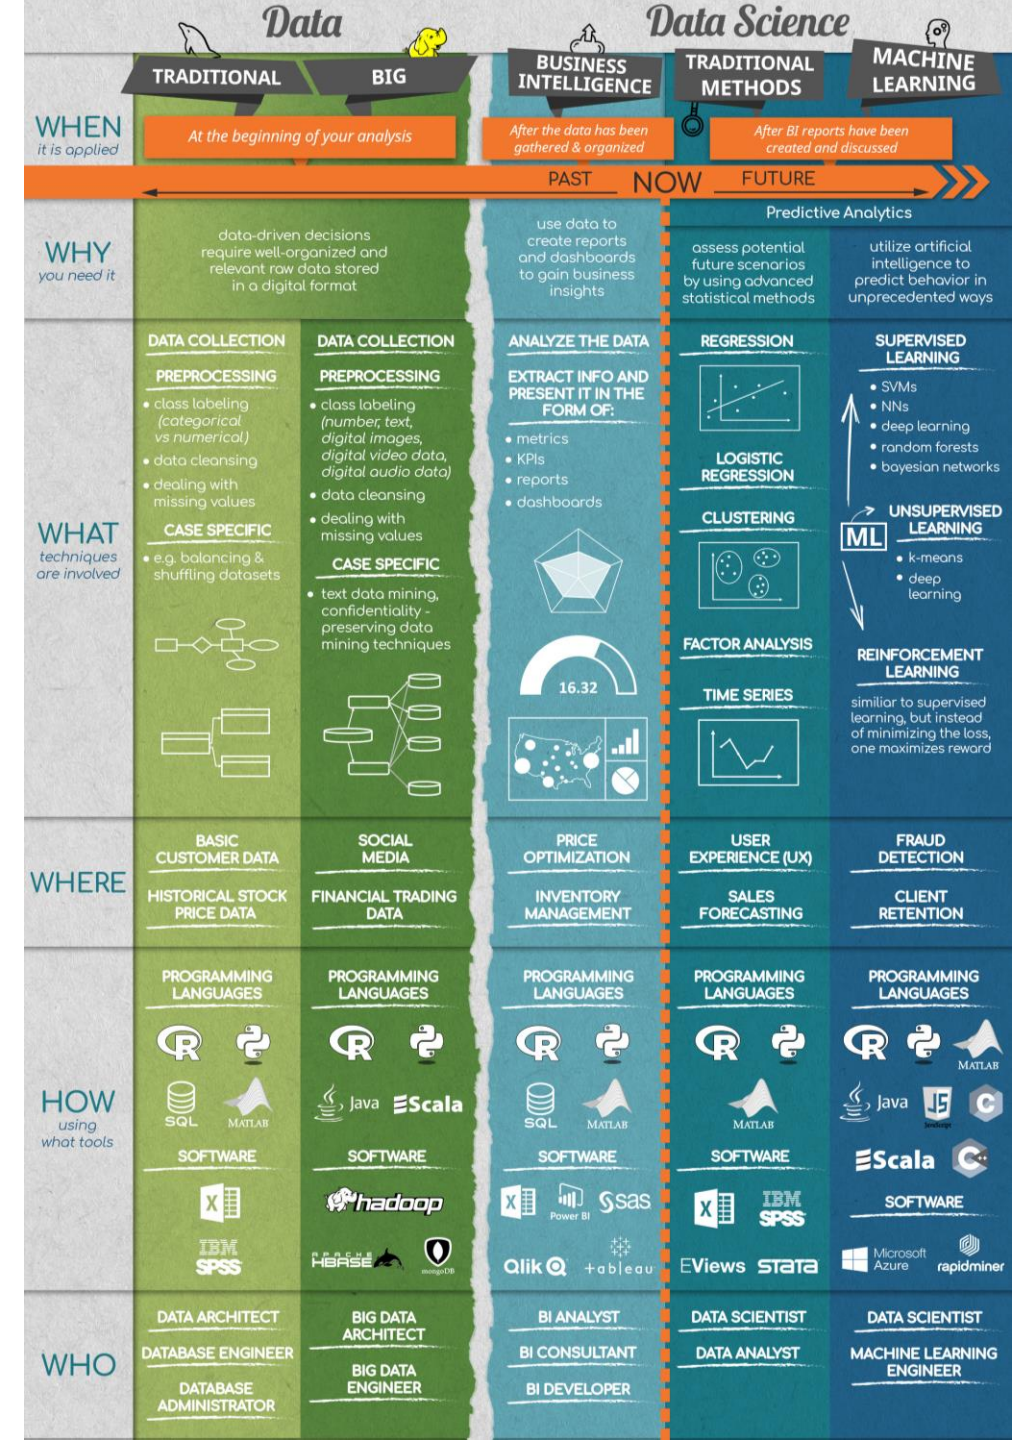 Data
Data Science
TRADITIONAL
BIG
BUSINESS
INTELLIGENCE
TRADITIONAL
METHODS
MACHINE
LEARNING
WHEN
it is applied
At the beginning of your analysis
After the data has been
gathered & organized
After BI reports have been
created and discussed
PAST
NOW
FUTURE
Predictive Analytics
WHY
you need it
data-driven decisions
require well-organized and
relevant raw data stored
in a digital format
use data to
create reports
and dashboards
to gain business
insights
assess potential
future scenarios
by using advanced
statistical methods
utilize artificial
intelligence to
predict behavior in
unprecedented ways
WHAT
techniques
are involved
DATA COLLECTION
PREPROCESSING
• class labeling
(categorical
vs numerical)
• data cleansing
• dealing with
missing values
CASE SPECIFIC
• e.g. balancing &
shuffling datasets
DATA COLLECTION
PREPROCESSING
• class labeling
(number, text,
digital images,
digital video data,
digital audio data)
• data cleansing
• dealing with
missing values
CASE SPECIFIC
• text data mining,
confidentiality -
preserving data
mining techniques
ANALYZE THE DATA
EXTRACT INFO AND
PRESENT IT IN THE
FORM OF:
• metrics
• KPIs
• reports
• dashboards
16.32
REGRESSION
LOGISTIC
REGRESSION
CLUSTERING
FACTOR ANALYSIS
TIME SERIES
SUPERVISED
LEARNING
• SVMs
• NNs
• deep learning
• random forests
• bayesian networks
ML
UNSUPERVISED
LEARNING
• k-means
• deep
learning
REINFORCEMENT
LEARNING
similiar to supervised
learning, but instead
of minimizing the loss,
one maximizes reward
WHERE
BASIC
CUSTOMER DATA
HISTORICAL STOCK
PRICE DATA
SOCIAL
MEDIA
FINANCIAL TRADING
DATA
PRICE
OPTIMIZATION
INVENTORY
MANAGEMENT
USER
EXPERIENCE (UX)
SALES
FORECASTING
FRAUD
DETECTION
CLIENT
RETENTION
HOW
using
what tools
PROGRAMMING
LANGUAGES
R
SQL
MATLAB
SOFTWARE
X
IBM
SPSS
PROGRAMMING
LANGUAGES
R
Java
Scala
SOFTWARE
hadoop
APACHE
HBASE
mongoDB
PROGRAMMING
LANGUAGES
R
SQL
MATLAB
SOFTWARE
X
Power BI
sas
Qlik
+ableau
PROGRAMMING
LANGUAGES
R
MATLAB
SOFTWARE
X
IBM
SPSS
EViews
STATA
PROGRAMMING
LANGUAGES
R
MATLAB
Java
JS
JavaScript
C
Scala
C++
SOFTWARE
Microsoft
Azure
rapidminer
WHO
DATA ARCHITECT
DATABASE ENGINEER
DATABASE
ADMINISTRATOR
BIG DATA
ARCHITECT
BIG DATA
ENGINEER
BI ANALYST
BI CONSULTANT
BI DEVELOPER
DATA SCIENTIST
DATA ANALYST
DATA SCIENTIST
MACHINE LEARNING
ENGINEER